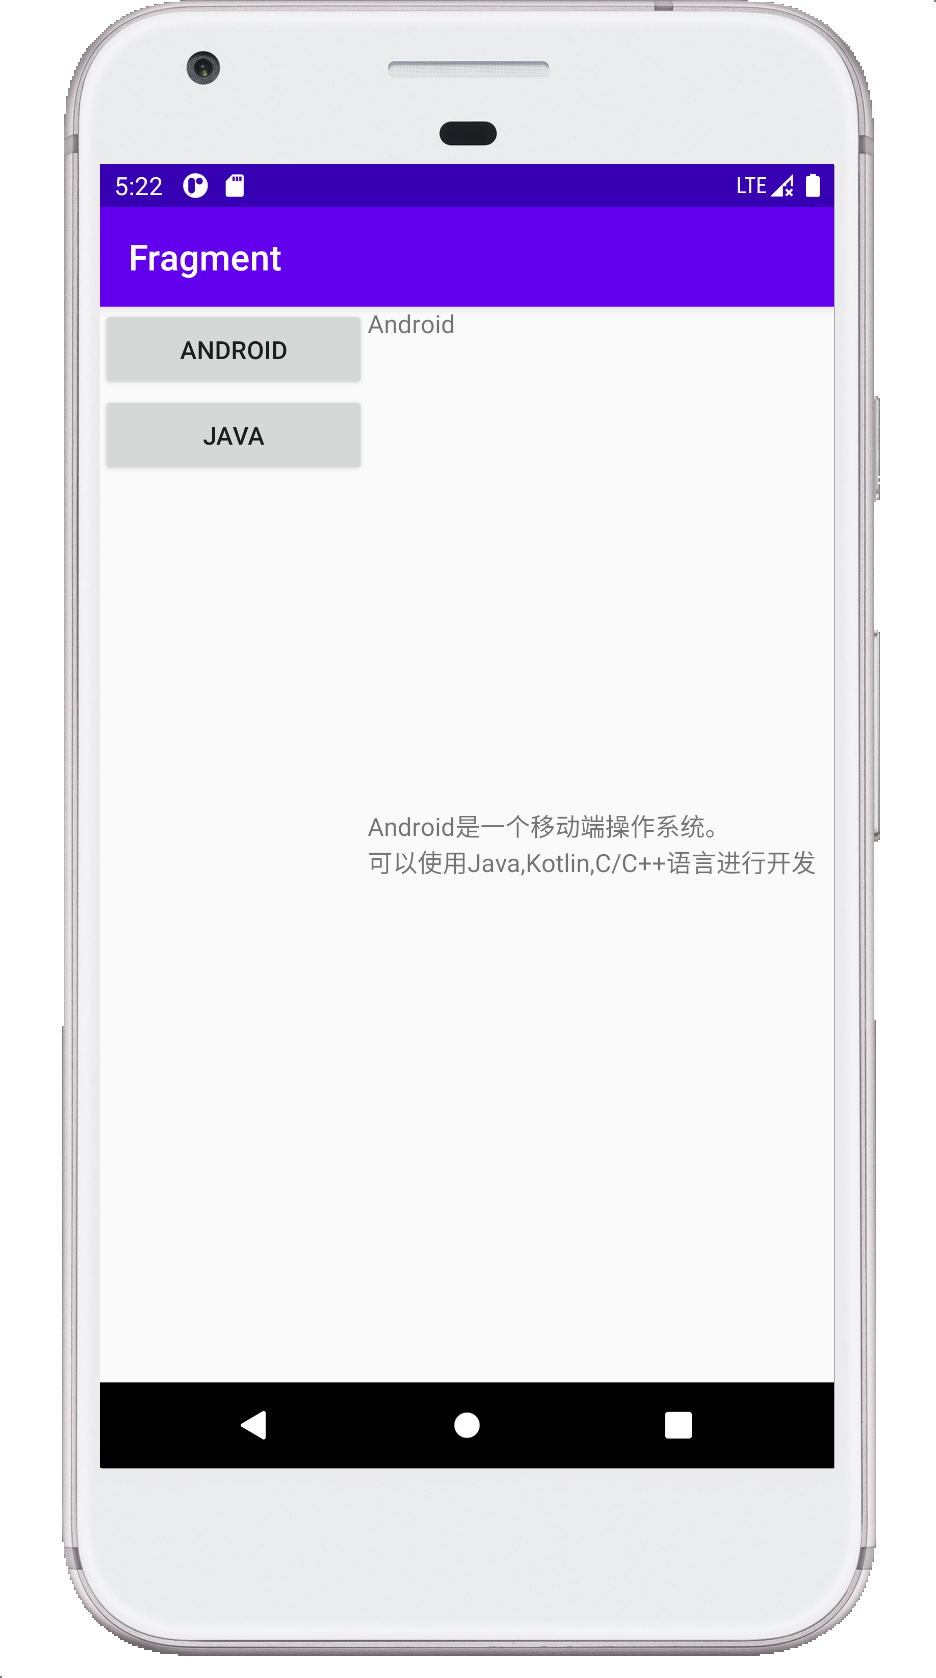 5:22 LTE
Fragment
ANDROID
JAVA
Android
Android是一个移动端操作系统。
可以使用Java,Kotlin,C/C++语言进行开发